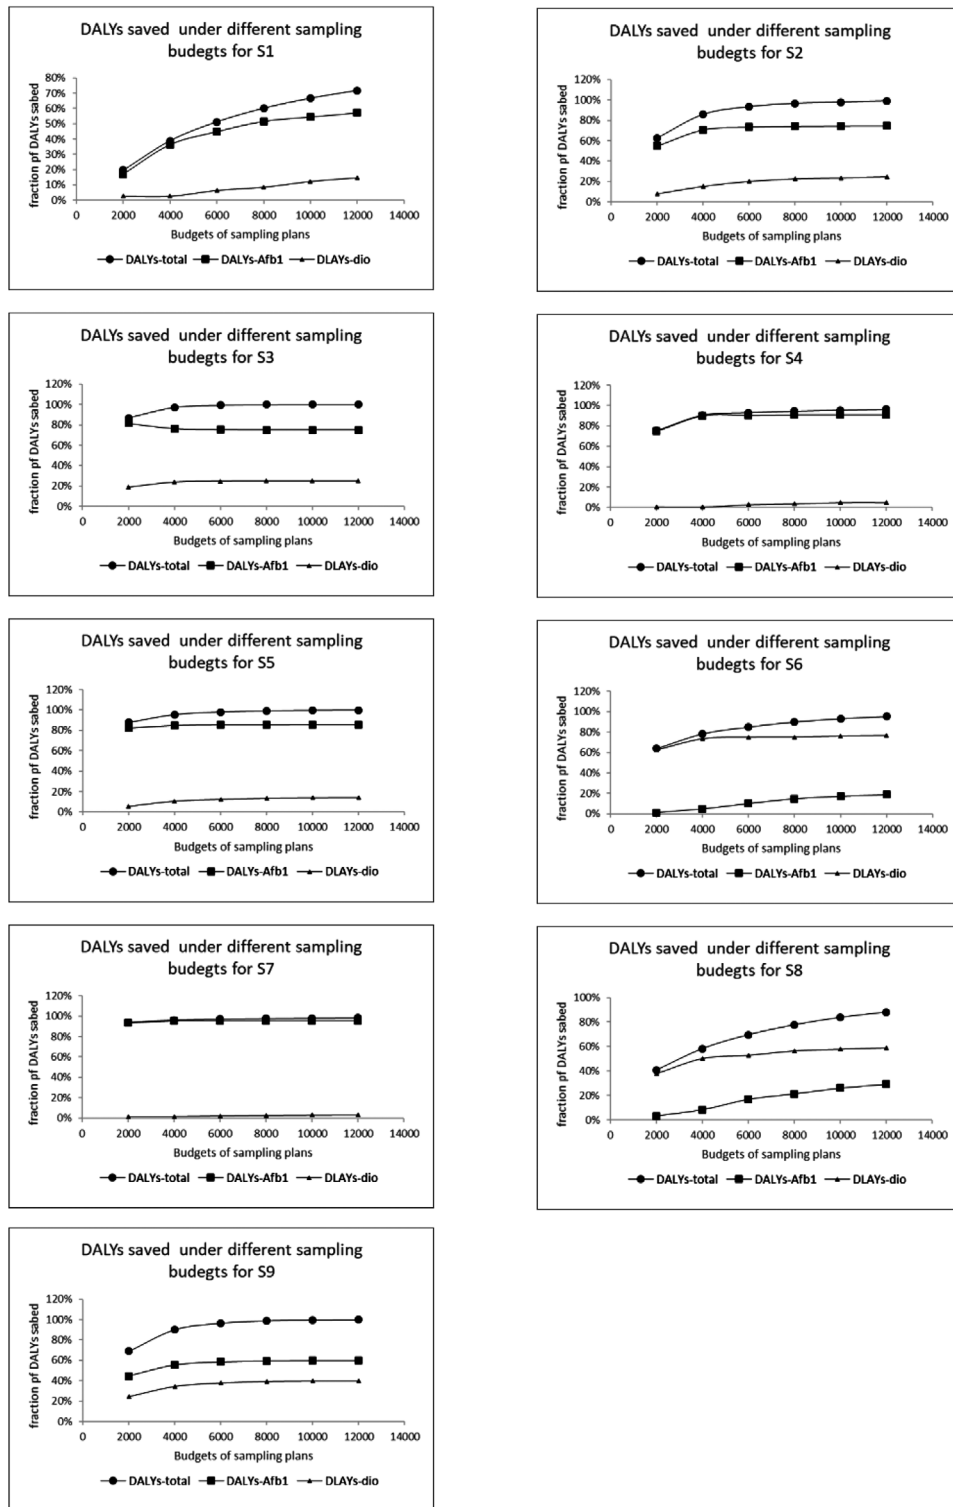 DALYs saved under different sampling
budegts for S1
fraction pf DALYs sabed
80%
70%
60%
50%
40%
30%
20%
10%
0%
0 2000 4000 6000 8000 10000 12000 14000
Budgets of sampling plans
DALYs-total DALYs-Afb1 DLAYs-dio
DALYs saved under different sampling
budegts for S2
fraction pf DALYs sabed
120%
100%
80%
60%
40%
20%
0%
0 2000 4000 6000 8000 10000 12000 14000
Budgets of sampling plans
DALYs-total DALYs-Afb1 DLAYs-dio
DALYs saved under different sampling
budegts for S3
fraction pf DALYs sabed
120%
100%
80%
60%
40%
20%
0%
0 2000 4000 6000 8000 10000 12000 14000
Budgets of sampling plans
DALYs-total DALYs-Afb1 DLAYs-dio
DALYs saved under different sampling
budegts for S4
fraction pf DALYs sabed
120%
100%
80%
60%
40%
20%
0%
0 2000 4000 6000 8000 10000 12000 14000
Budgets of sampling plans
DALYs-total DALYs-Afb1 DLAYs-dio
DALYs saved under different sampling
budegts for S5
fraction pf DALYs sabed
120%
100%
80%
60%
40%
20%
0%
0 2000 4000 6000 8000 10000 12000 14000
Budgets of sampling plans
DALYs-total DALYs-Afb1 DLAYs-dio
DALYs saved under different sampling
budegts for S6
fraction pf DALYs sabed
120%
100%
80%
60%
40%
20%
0%
0 2000 4000 6000 8000 10000 12000 14000
Budgets of sampling plans
DALYs-total DALYs-Afb1 DLAYs-dio
DALYs saved under different sampling
budegts for S7
fraction pf DALYs sabed
120%
100%
80%
60%
40%
20%
0%
0 2000 4000 6000 8000 10000 12000 14000
Budgets of sampling plans
DALYs-total DALYs-Afb1 DLAYs-dio
DALYs saved under different sampling
budegts for S8
fraction pf DALYs sabed
100%
80%
60%
40%
20%
0%
0 2000 4000 6000 8000 10000 12000 14000
Budgets of sampling plans
DALYs-total DALYs-Afb1 DLAYs-dio
DALYs saved under different sampling
budegts for S9
fraction pf DALYs sabed
120%
100%
80%
60%
40%
20%
0%
0 2000 4000 6000 8000 10000 12000 14000
Budgets of sampling plans
DALYs-total DALYs-Afb1 DLAYs-dio